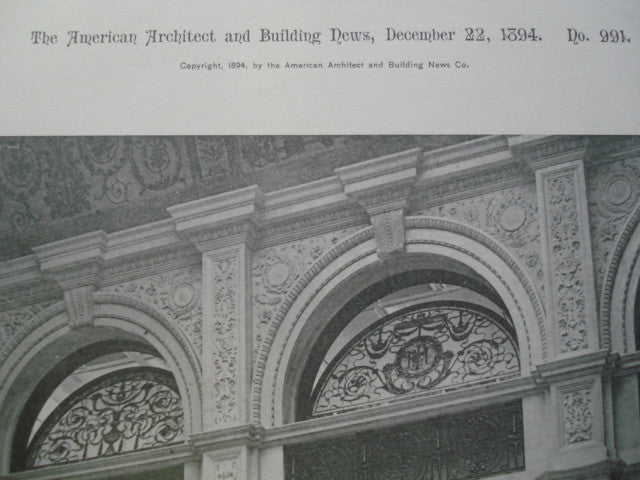 The American Architect and Building News, December 22, 1894. No. 991.
Copyright, 1894, by the American Architect and Building News Co.